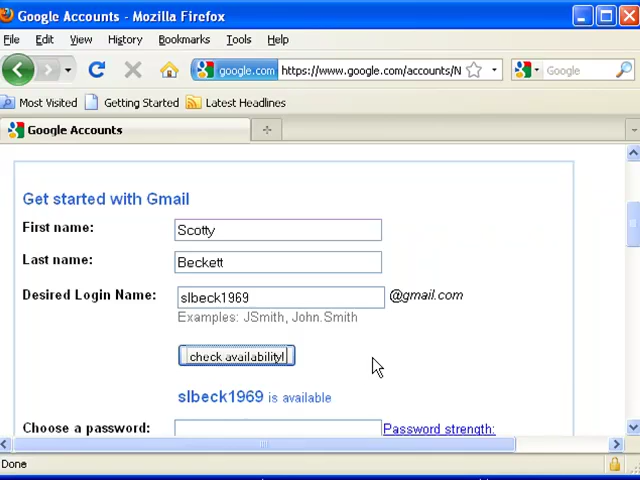 Google Accounts - Mozilla Firefox
File Edit View History Bookmarks Tools Help
google.com https://www.google.com/accounts/N Google
Most Visited Getting Started Latest Headlines
Google Accounts
Get started with Gmail
First name: Scotty
Last name: Beckett
Desired Login Name: slbeck1969 @gmail.com
Examples: JSmith, John.Smith
check availability!
slbeck1969 is available
Choose a password: Password strength:
Done